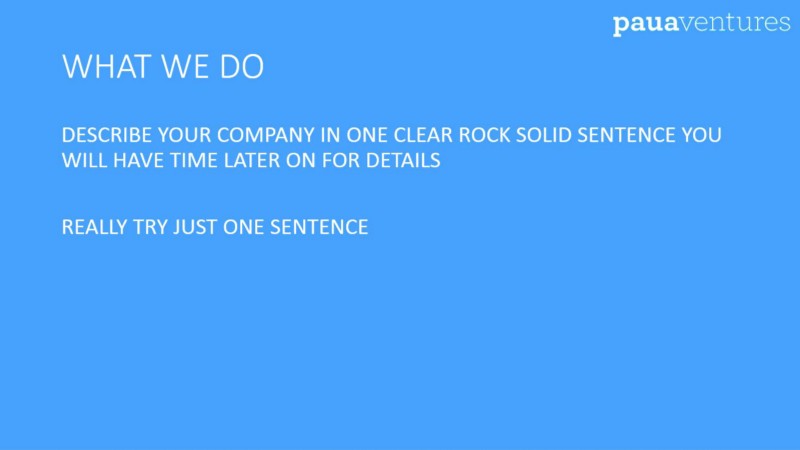 pauaventures
WHAT WE DO
DESCRIBE YOUR COMPANY IN ONE CLEAR ROCK SOLID SENTENCE YOU
WILL HAVE TIME LATER ON FOR DETAILS
REALLY TRY JUST ONE SENTENCE